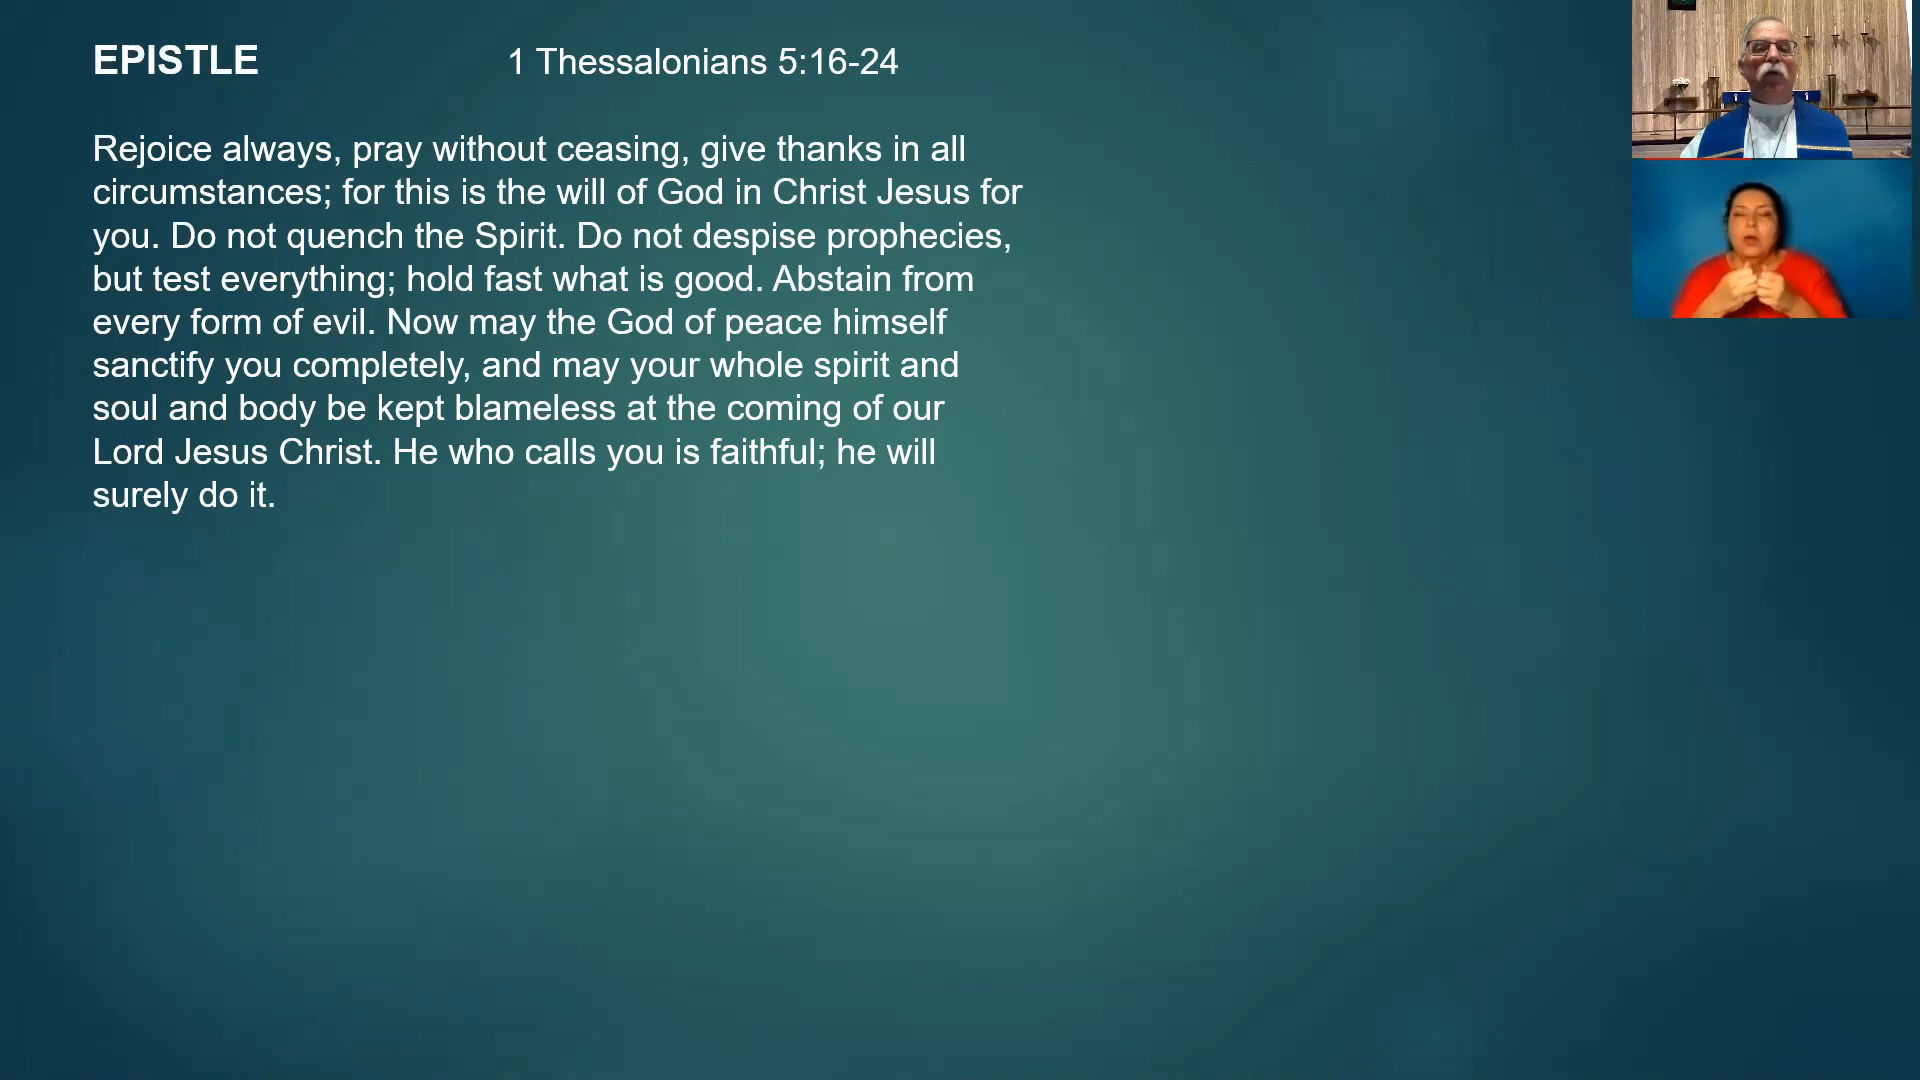 EPISTLE 1 Thessalonians 5:16-24
Rejoice always, pray without ceasing, give thanks in all
circumstances; for this is the will of God in Christ Jesus for
you. Do not quench the Spirit. Do not despise prophecies,
but test everything; hold fast what is good. Abstain from
every form of evil. Now may the God of peace himself
sanctify you completely, and may your whole spirit and
soul and body be kept blameless at the coming of our
Lord Jesus Christ. He who calls you is faithful; he will
surely do it.